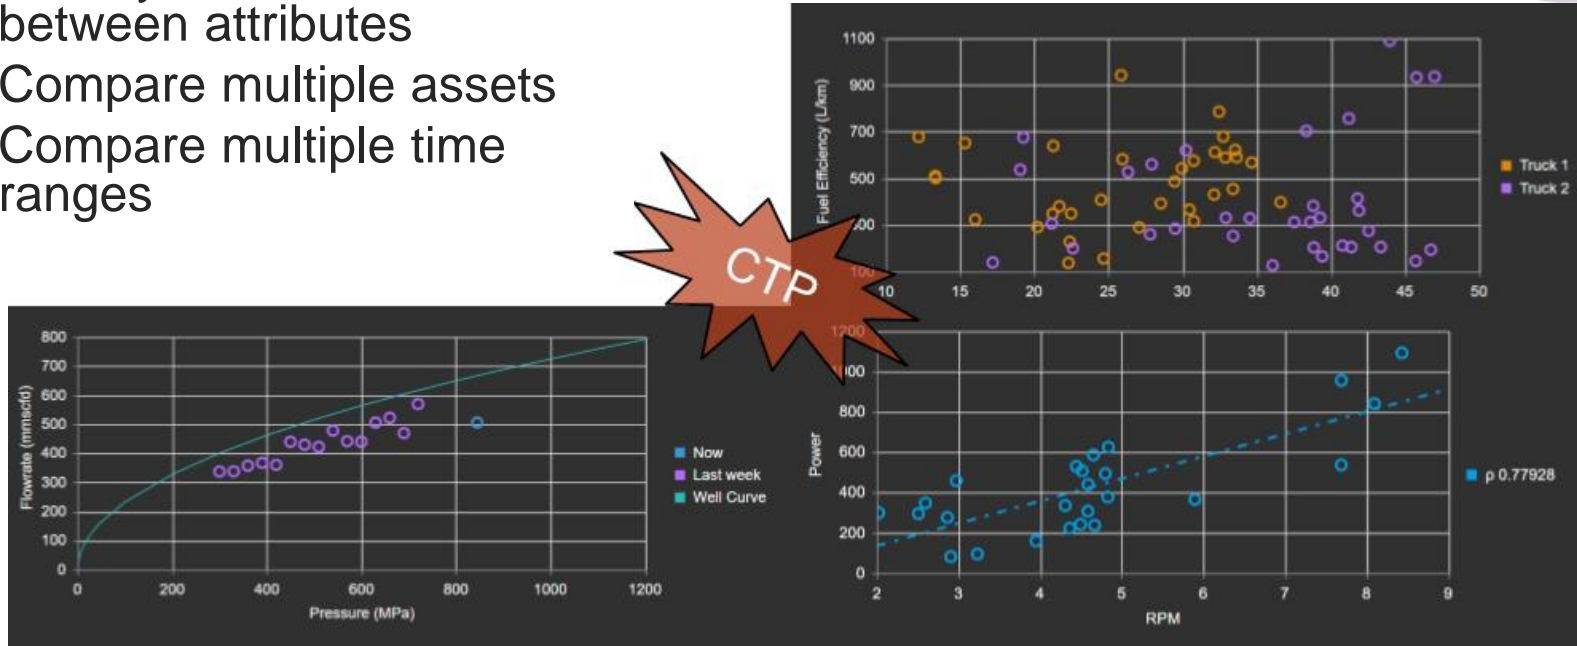 between attributes
Compare multiple assets
Compare multiple time
ranges
CTP
1100
900
700
500
100
Fuel Efficiency (L/km)
10 15 20 25 30 35 40 45 50
Truck 1
Truck 2
800
700
600
500
400
300
200
100
0
Flowrate (mmscfd)
0 200 400 600 800 1000 1200
Pressure (MPa)
Now
Last week
Well Curve
1200
800
600
400
200
0
Power
2 3 4 5 6 7 8 9
RPM
ρ 0.77928